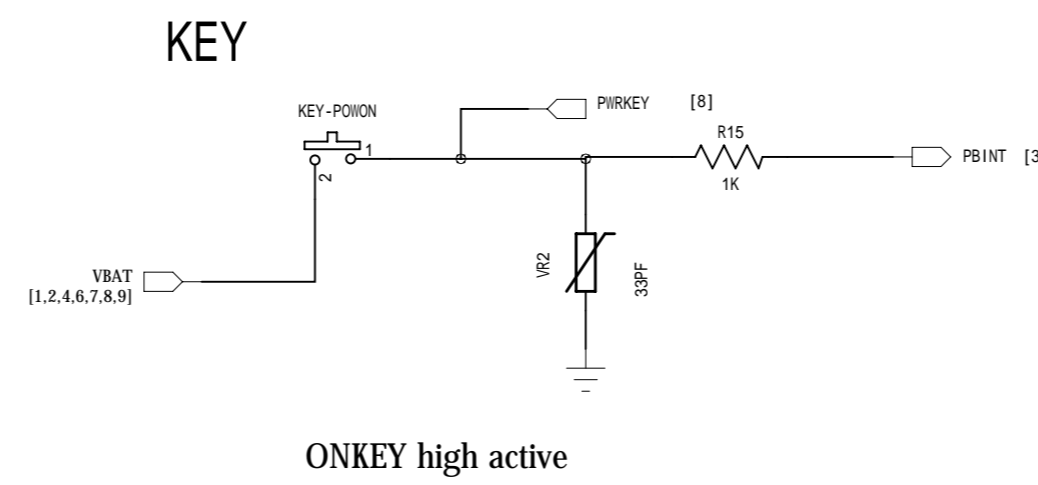 KEY
KEY-POWON
1
2
PWRKEY [8]
R15
1K
PBINT [3
VBAT
[1,2,4,6,7,8,9]
VR2
33PF
ONKEY high active